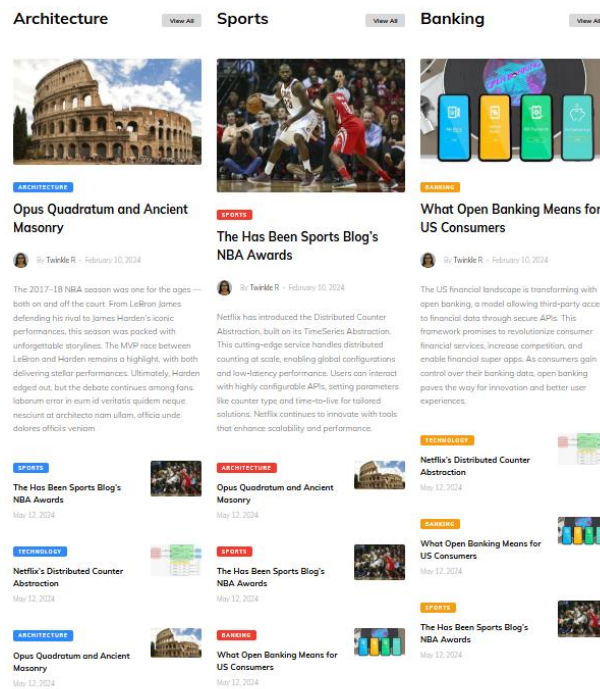 Architecture
View All
ARCHITECTURE
Opus Quadratum and Ancient
Masonry
By Twinkle R - February 10, 2024
The 2017-18 NBA season was one for the ages —
both on and off the court. From LeBron James
defending his rival to James Harden's iconic
performances, this season was packed with
unforgettable storylines. The MVP race between
LeBron and Harden remains a highlight, with both
delivering stellar performances. Ultimately, Harden
edged out, but the debate continues among fans.
laborum error in eum id veritatis quidem neque
nesciunt at architecto nam ullam, officia unde
dolores officiis veniam
SPORTS
The Has Been Sports Blog's
NBA Awards
May 12, 2024
TECHNOLOGY
Netflix's Distributed Counter
Abstraction
May 12, 2024
ARCHITECTURE
Opus Quadratum and Ancient
Masonry
May 12, 2024
Sports
View All
SPORTS
The Has Been Sports Blog's
NBA Awards
By Twinkle R - February 10, 2024
Netflix has introduced the Distributed Counter
Abstraction, built on its TimeSeries Abstraction.
This cutting-edge service handles distributed
counting at scale, enabling global configurations
and low-latency performance. Users can interact
with highly configurable APIs, setting parameters
like counter type and time-to-live for tailored
solutions. Netflix continues to innovate with tools
that enhance scalability and performance.
ARCHITECTURE
Opus Quadratum and Ancient
Masonry
May 12, 2024
SPORTS
The Has Been Sports Blog's
NBA Awards
May 12, 2024
BANKING
What Open Banking Means for
US Consumers
May 12, 2024
Banking
View All
OPEN BANKING
BANKING
What Open Banking Means for
US Consumers
By Twinkle R - February 10, 2024
The US financial landscape is transforming with
open banking, a model allowing third-party acce
to financial data through secure APIs. This
framework promises to revolutionize consumer
financial services, increase competition, and
enable financial super apps. As consumers gain
control over their banking data, open banking
paves the way for innovation and better user
experiences.
TECHNOLOGY
Netflix's Distributed Counter
Abstraction
May 12, 2024
BANKING
What Open Banking Means for
US Consumers
May 12, 2024
SPORTS
The Has Been Sports Blog's
NBA Awards
May 12, 2024